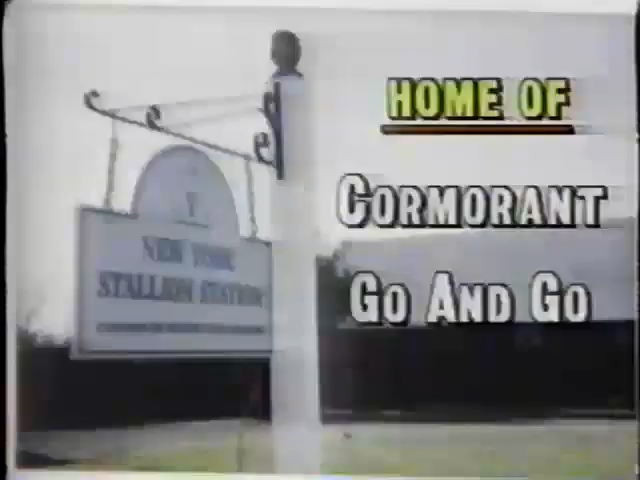 HOME OF
CORMORANT
GO AND GO
NEW YORK
STALLION STATION